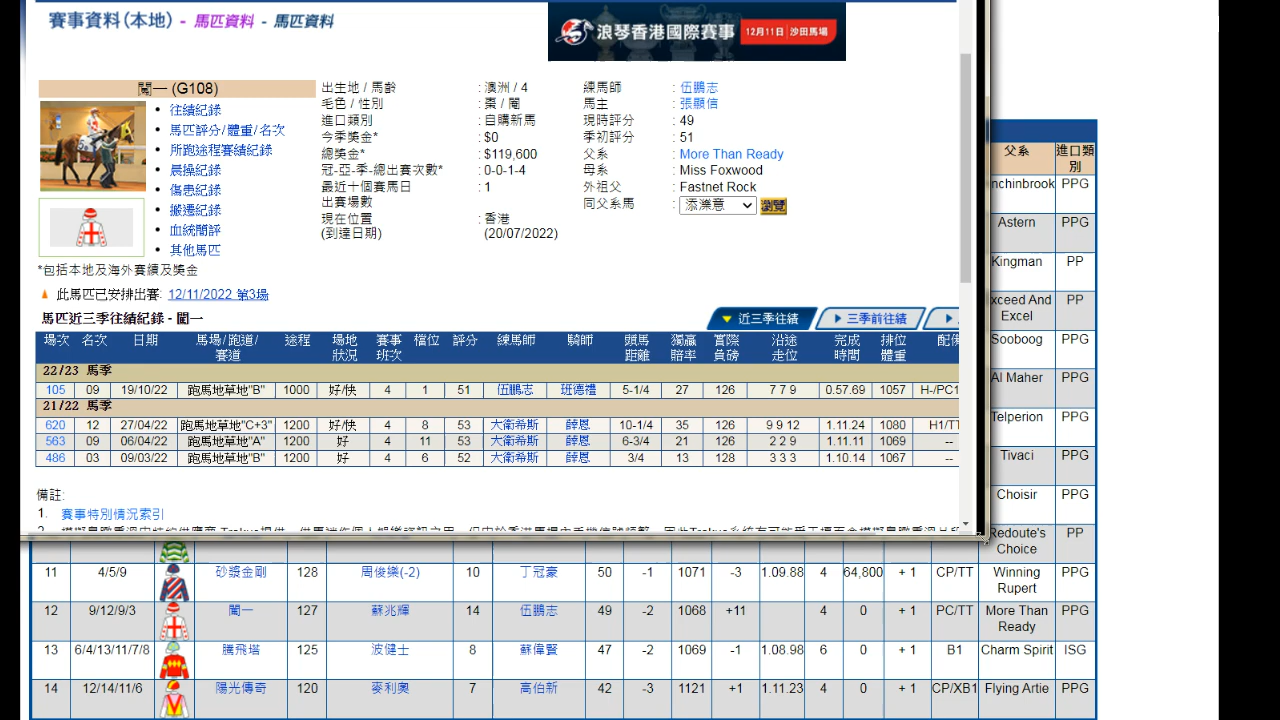 賽事資料(本地) - 馬匹資料 - 馬匹資料
浪琴香港國際賽事 12月11日|沙田馬場
闖一 (G108)
往績紀錄
馬匹評分/體重/名次
所跑途程賽績紀錄
晨操紀錄
傷患紀錄
搬遷紀錄
血統簡評
其他馬匹
出生地 / 馬齡 : 澳洲 / 4
毛色 / 性別 : 棗 / 閹
進口類別 : 自購新馬
今季獎金* : $0
總獎金* : $119,600
冠-亞-季-總出賽次數* : 0-0-1-4
最近十個賽馬日 : 1
出賽場數
現在位置 : 香港
(到達日期) (20/07/2022)
練馬師 : 伍鵬志
馬主 : 張顯信
現時評分 : 49
季初評分 : 51
父系 : More Than Ready
母系 : Miss Foxwood
外祖父 : Fastnet Rock
同父系馬 : 添濼意 瀏覽
*包括本地及海外賽績及獎金
此馬匹已安排出賽: 12/11/2022 第3場
馬匹近三季往績紀錄 - 闖一
近三季往績 三季前往績
場次 名次 日期 馬場/跑道/賽道 途程 場地狀況 賽事班次 檔位 評分 練馬師 騎師 頭馬距離 獨贏賠率 實際負磅 沿途走位 完成時間 排位體重
22/23 馬季
105 09 19/10/22 跑馬地草地"B" 1000 好/快 4 1 51 伍鵬志 班德禮 5-1/4 27 126 7 7 9 0.57.69 1057 H-/PC1
21/22 馬季
620 12 27/04/22 跑馬地草地"C+3" 1200 好/快 4 8 53 大衛希斯 薛恩 10-1/4 35 126 9 9 12 1.11.24 1080 H1/TT
563 09 06/04/22 跑馬地草地"A" 1200 好 4 11 53 大衛希斯 薛恩 6-3/4 21 126 2 2 9 1.11.11 1069 --
486 03 09/03/22 跑馬地草地"B" 1200 好 4 6 52 大衛希斯 薛恩 3/4 13 128 3 3 3 1.10.14 1067 --
備註:
1. 賽事特別情況索引
父系 進口類別
nchinbrook PPG
Astern PPG
Kingman PP
xceed And Excel PP
Sooboog PPG
Al Maher PPG
Telperion PPG
Tivaci PPG
Choisir PPG
Redoute's Choice PP
11 4/5/9 砂漿金剛 128 周俊樂(-2) 10 丁冠豪 50 -1 1071 -3 1.09.88 4 64,800 + 1 CP/TT Winning Rupert PPG
12 9/12/9/3 闖一 127 蘇兆輝 14 伍鵬志 49 -2 1068 +11 4 0 + 1 PC/TT More Than Ready PPG
13 6/4/13/11/7/8 騰飛塔 125 波健士 8 蘇偉賢 47 -2 1069 -1 1.08.98 6 0 + 1 B1 Charm Spirit ISG
14 12/14/11/6 陽光傳奇 120 麥利奧 7 高伯新 42 -3 1121 +1 1.11.23 4 0 + 1 CP/XB1 Flying Artie PPG